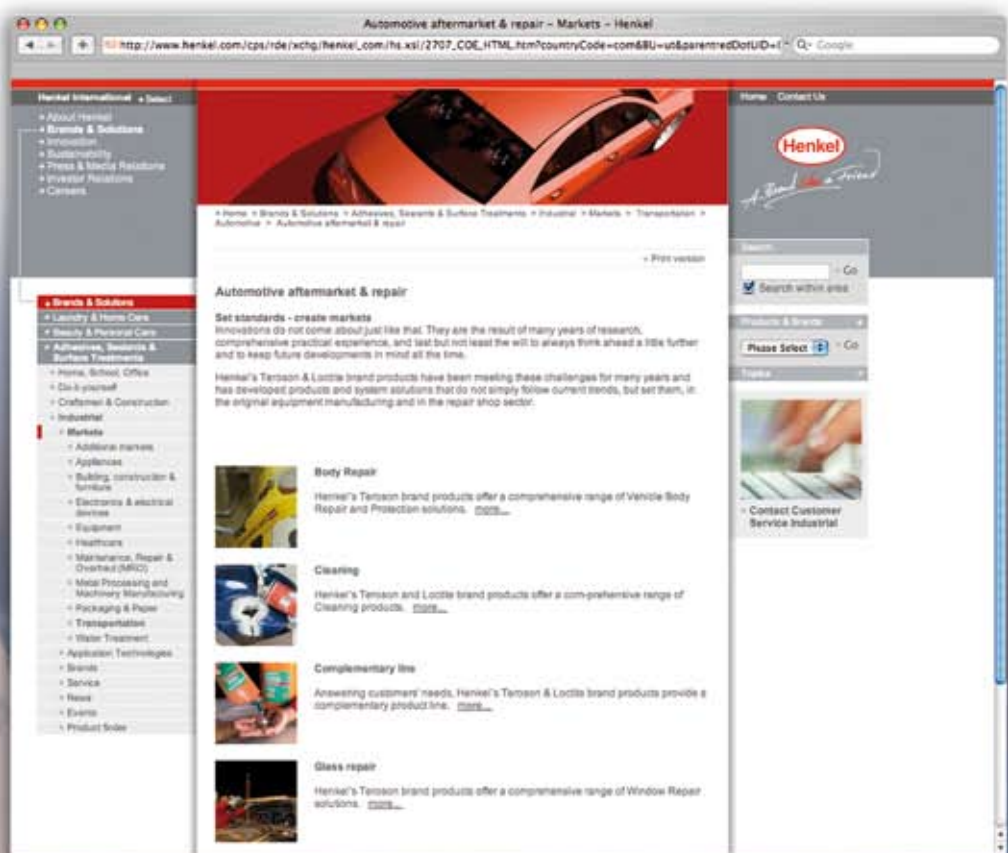 Automotive aftermarket & repair – Markets – Henkel
http://www.henkel.com/cps/rde/xchg/henkel_com/hs.xsl/2707_COE_HTML.htm?countryCode=com&BU=ut&parentredDotUID=
Google
Henkel International Select
About Henkel
Brands & Solutions
Innovation
Sustainability
Press & Media Relations
Investor Relations
Careers
Home Contact Us
Henkel
A Brand like a Friend
> Home > Brands & Solutions > Adhesives, Sealants & Surface Treatments > Industrial > Markets > Transportation >
Automotive > Automotive aftermarket & repair
Print version
Search
Go
Search within area
Products & Brands
Please Select
Go
Topics
Contact Customer
Service Industrial
Brands & Solutions
Laundry & Home Care
Beauty & Personal Care
Adhesives, Sealants &
Surface Treatments
Home, School, Office
Do-it-yourself
Craftsmen & Construction
Industrial
Markets
Additional markets
Appliances
Building, construction &
furniture
Electronics & electrical
devices
Equipment
Healthcare
Maintenance, Repair &
Overhaul (MRO)
Metal Processing and
Machinery Manufacturing
Packaging & Paper
Transportation
Water Treatment
Application Technologies
Brands
Service
News
Events
Product finder
Automotive aftermarket & repair
Set standards - create markets
Innovations do not come about just like that. They are the result of many years of research,
comprehensive practical experience, and last but not least the will to always think ahead a little further
and to keep future developments in mind all the time.
Henkel's Teroson & Loctite brand products have been meeting these challenges for many years and
has developed products and system solutions that do not simply follow current trends, but set them, in
the original equipment manufacturing and in the repair shop sector.
Body Repair
Henkel's Teroson brand products offer a comprehensive range of Vehicle Body
Repair and Protection solutions. more...
Cleaning
Henkel's Teroson and Loctite brand products offer a com-prehensive range of
Cleaning products. more...
Complementary line
Answering customers' needs, Henkel's Teroson & Loctite brand products provide a
complementary product line. more...
Glass repair
Henkel's Teroson brand products offer a comprehensive range of Window Repair
solutions. more...